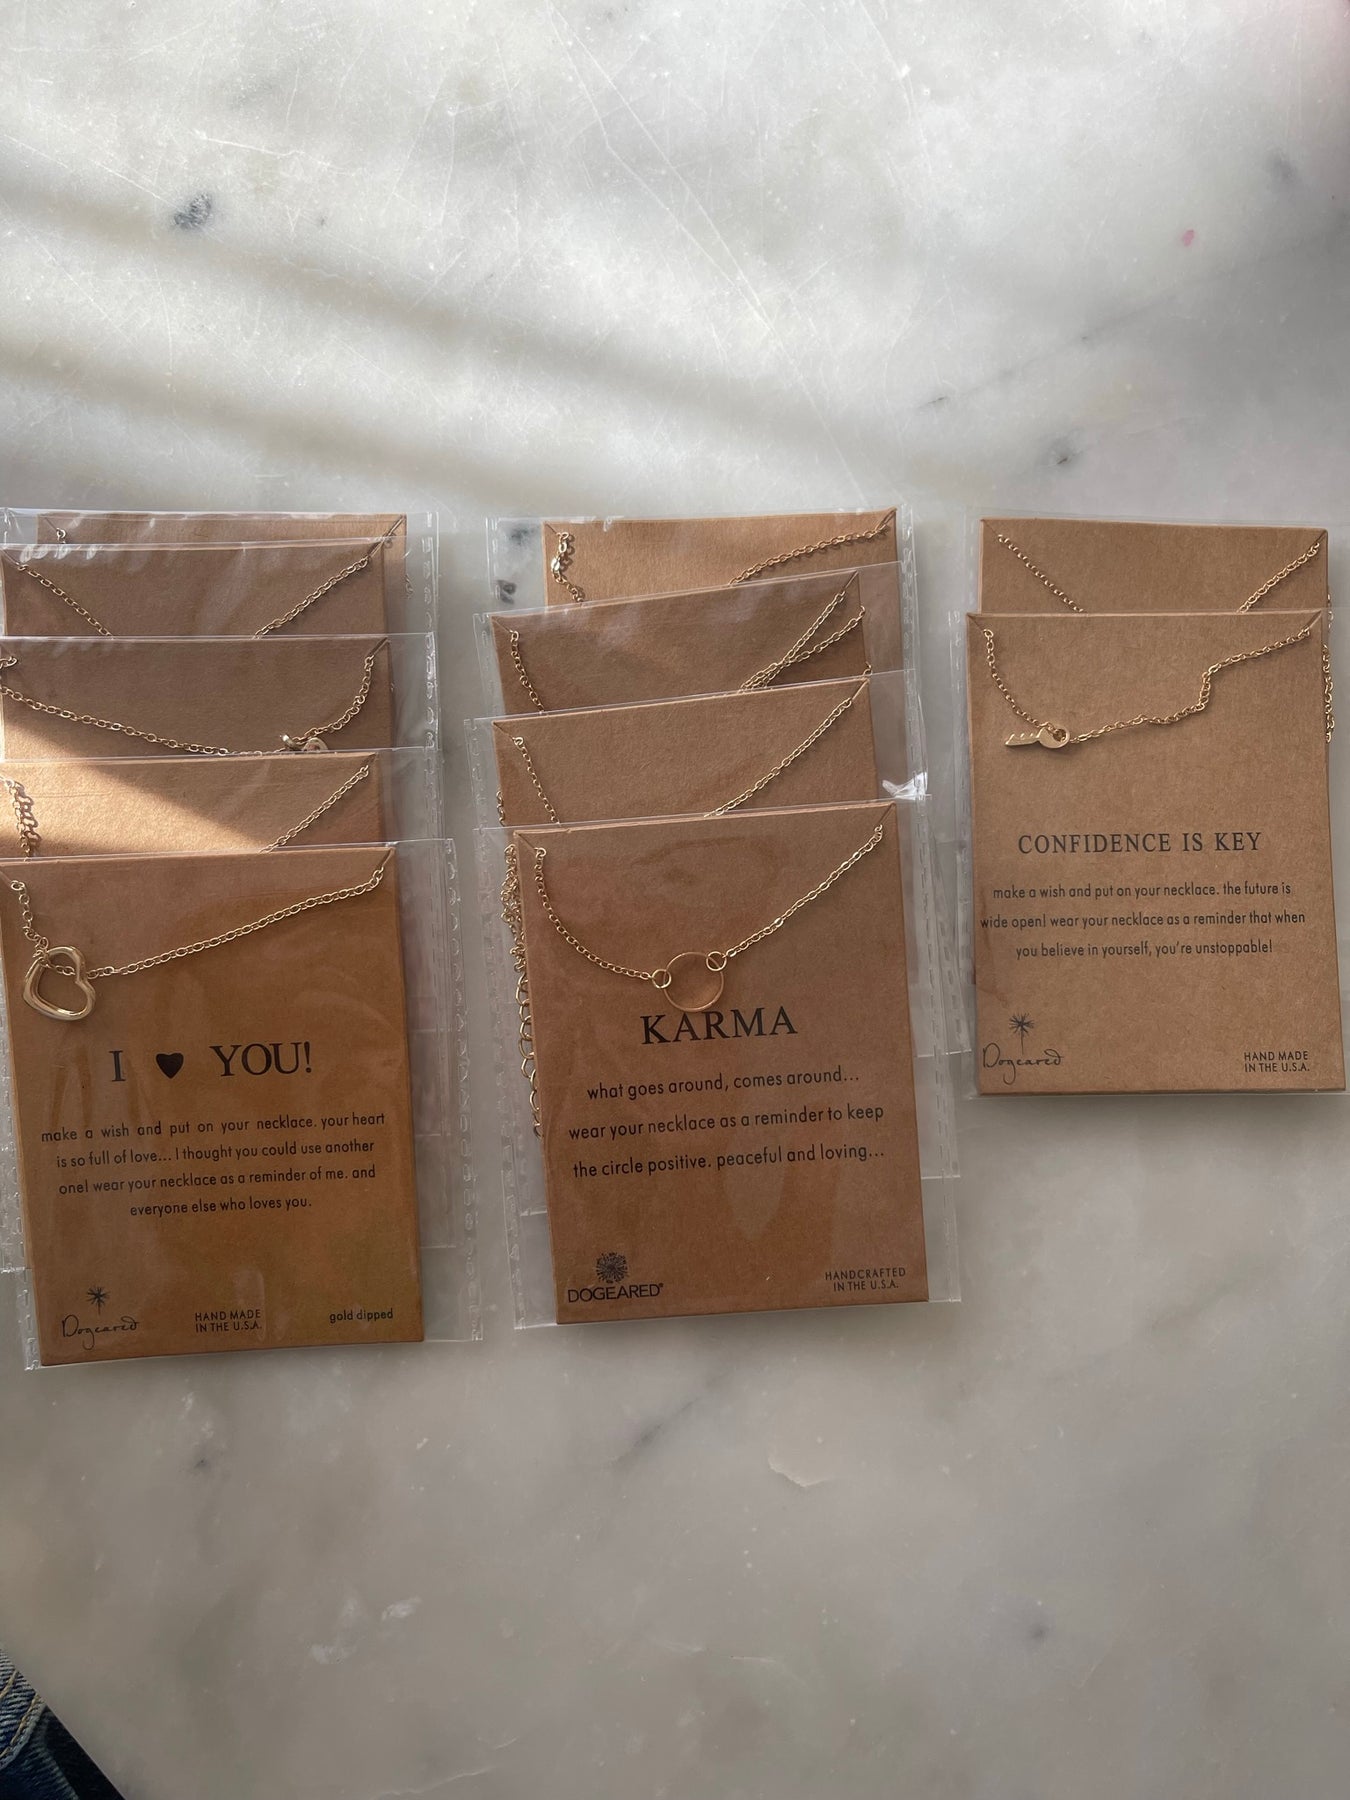 I ♥ YOU!
make a wish and put on your necklace. your heart
is so full of love... I thought you could use another
one! wear your necklace as a reminder of me. and
everyone else who loves you.
Dogeared
HAND MADE
IN THE U.S.A.
gold dipped
KARMA
what goes around, comes around...
wear your necklace as a reminder to keep
the circle positive. peaceful and loving...
DOGEARED®
HANDCRAFTED
IN THE U.S.A.
CONFIDENCE IS KEY
make a wish and put on your necklace. the future is
wide open! wear your necklace as a reminder that when
you believe in yourself, you're unstoppable!
Dogeared
HAND MADE
IN THE U.S.A.